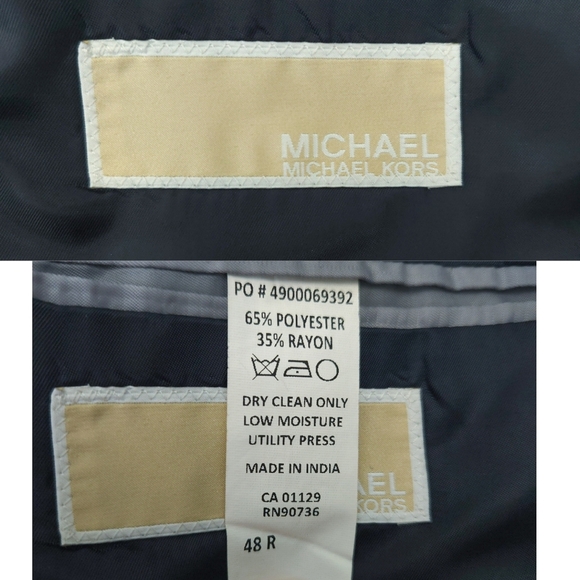 MICHAEL
MICHAEL KORS
PO # 4900069392
65% POLYESTER
35% RAYON
DRY CLEAN ONLY
LOW MOISTURE
UTILITY PRESS
MADE IN INDIA
CA 01129
RN90736
48 R
AEL
KORS